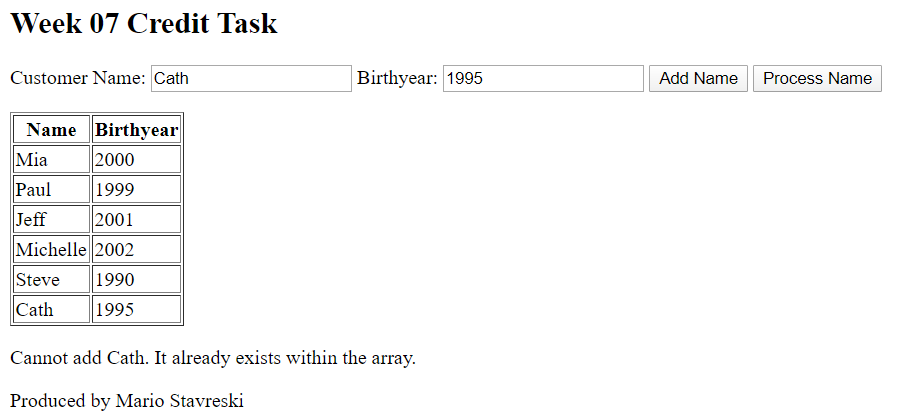 Week 07 Credit Task
Customer Name: Cath Birthyear: 1995 Add Name Process Name
Name Birthyear
Mia 2000
Paul 1999
Jeff 2001
Michelle 2002
Steve 1990
Cath 1995
Cannot add Cath. It already exists within the array.
Produced by Mario Stavreski